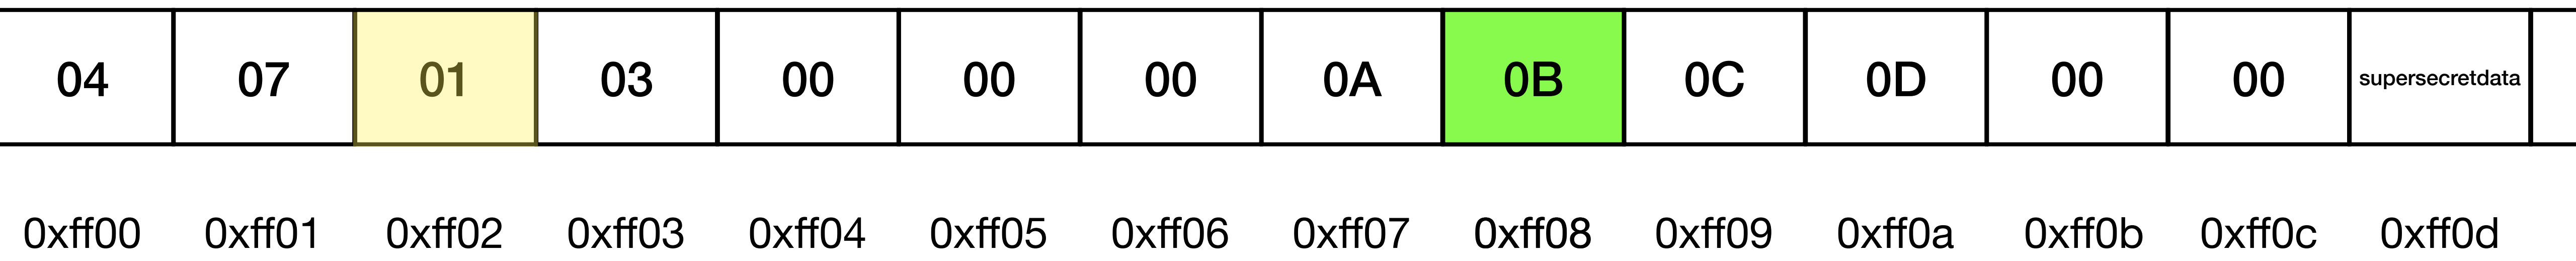 04 07 01 03 00 00 00 0A 0B 0C 0D 00 00 supersecretdata
0xff00 0xff01 0xff02 0xff03 0xff04 0xff05 0xff06 0xff07 0xff08 0xff09 0xff0a 0xff0b 0xff0c 0xff0d